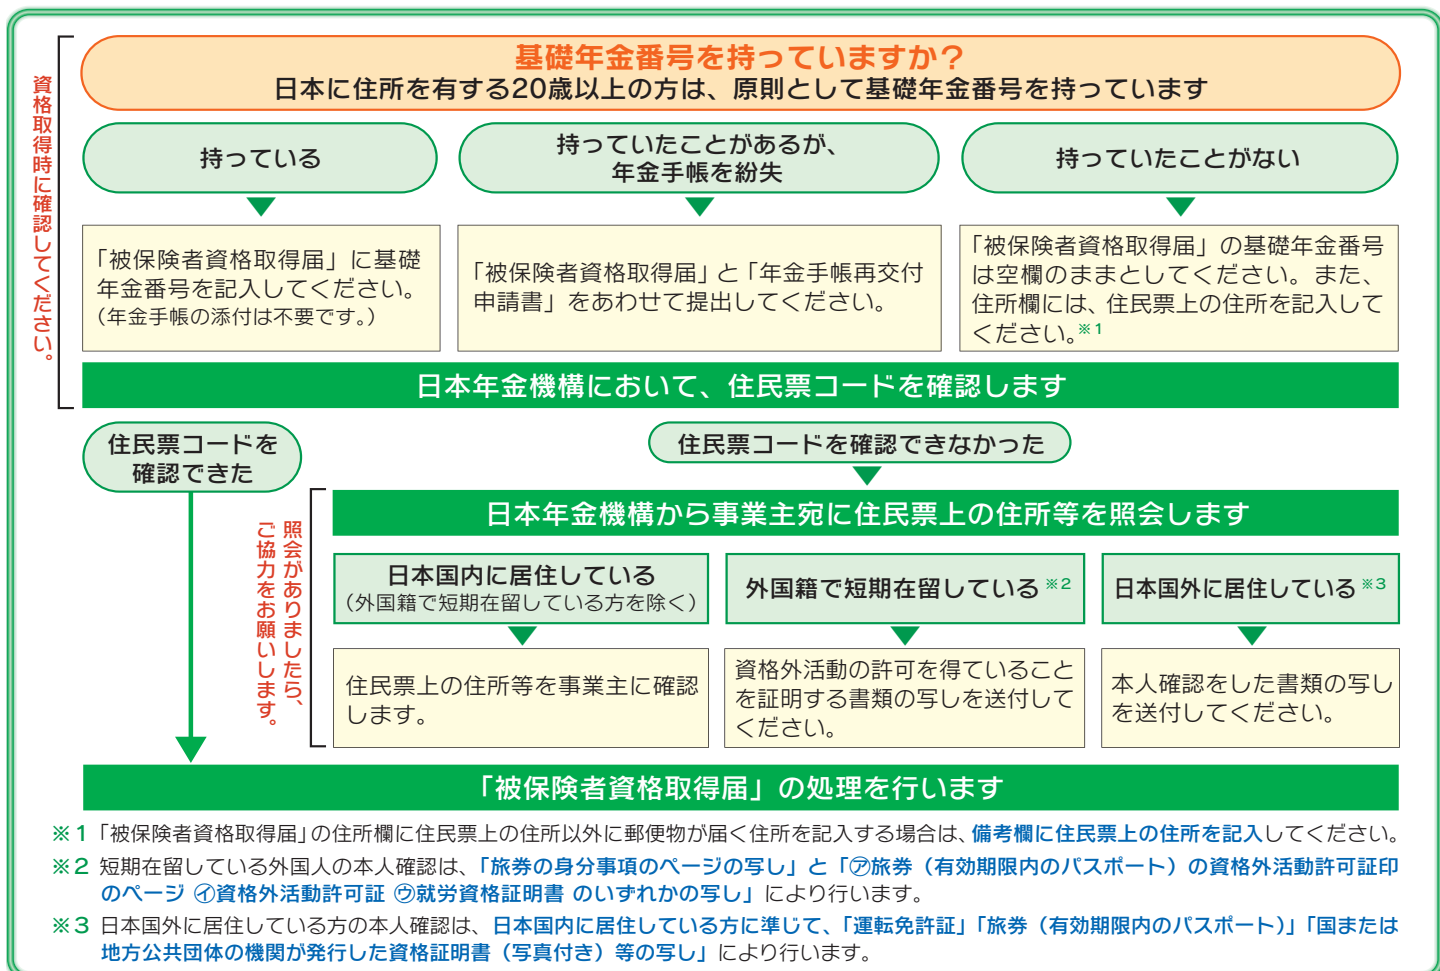 資格取得時に確認してください。
基礎年金番号を持っていますか?
日本に住所を有する20歳以上の方は、原則として基礎年金番号を持っています
持っている
持っていたことがあるが、
年金手帳を紛失
持っていたことがない
「被保険者資格取得届」に基礎
年金番号を記入してください。
(年金手帳の添付は不要です。)
「被保険者資格取得届」と「年金手帳再交付
申請書」をあわせて提出してください。
「被保険者資格取得届」の基礎年金番号
は空欄のままとしてください。また、
住所欄には、住民票上の住所を記入して
ください。※1
日本年金機構において、住民票コードを確認します
住民票コードを
確認できた
住民票コードを確認できなかった
照会がありましたら、
ご協力をお願いします。
日本年金機構から事業主宛に住民票上の住所等を照会します
日本国内に居住している
(外国籍で短期在留している方を除く)
外国籍で短期在留している※2
日本国外に居住している※3
住民票上の住所等を事業主に確認
します。
資格外活動の許可を得ていること
を証明する書類の写しを送付して
ください。
本人確認をした書類の写し
を送付してください。
「被保険者資格取得届」の処理を行います
※1「被保険者資格取得届」の住所欄に住民票上の住所以外に郵便物が届く住所を記入する場合は、備考欄に住民票上の住所を記入してください。
※2 短期在留している外国人の本人確認は、「旅券の身分事項のページの写し」と「㋐旅券(有効期限内のパスポート)の資格外活動許可証印
のページ ㋑資格外活動許可証 ㋒就労資格証明書 のいずれかの写し」により行います。
※3 日本国外に居住している方の本人確認は、日本国内に居住している方に準じて、「運転免許証」「旅券(有効期限内のパスポート)」「国または
地方公共団体の機関が発行した資格証明書(写真付き)等の写し」により行います。